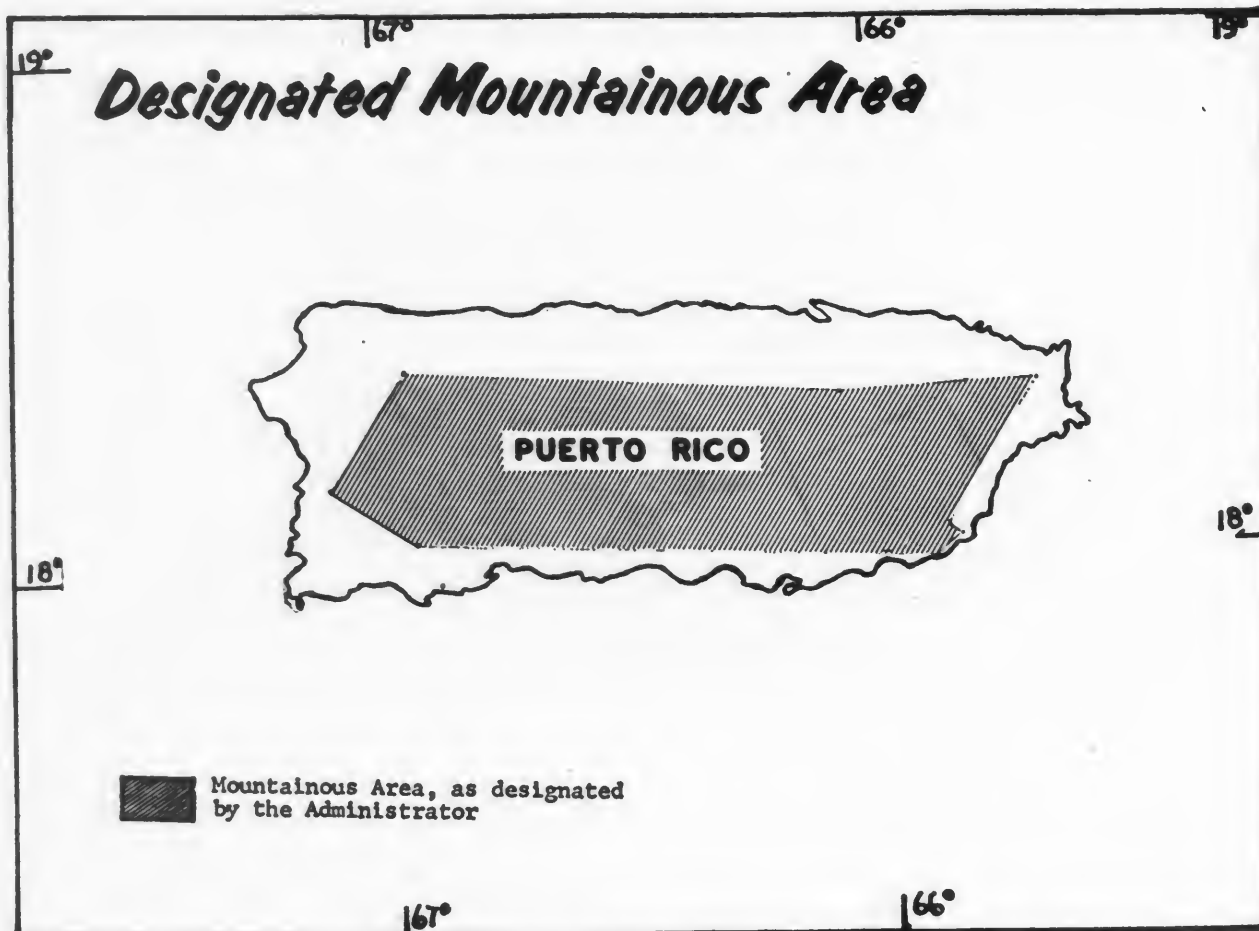 67° 66° 19°
19°
Designated Mountainous Area
PUERTO RICO
18°
18°
Mountainous Area, as designated
by the Administrator
67° 66°